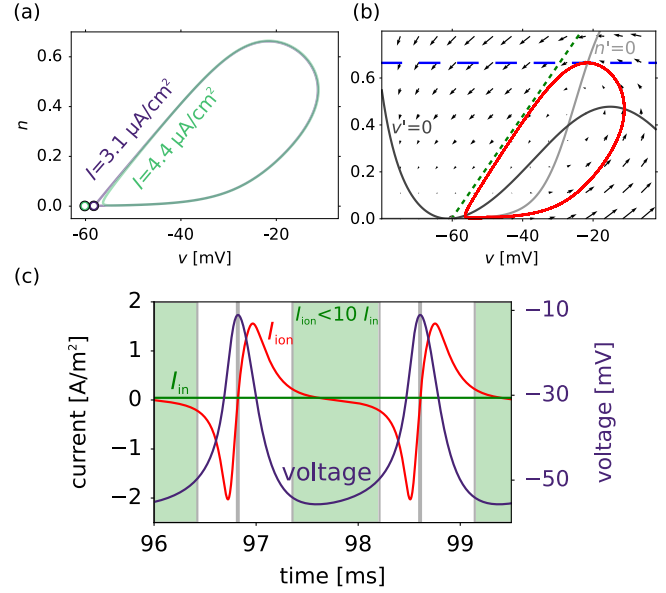 (a)
(b)
n
0.6
0.4
0.2
0.0
I=3.1 μA/cm²
I=4.4 μA/cm²
−60
−40
−20
v [mV]
0.6
0.4
0.2
0.0
v'=0
n'=0
−60
−40
−20
v [mV]
(c)
current [A/m²]
2
1
0
−1
−2
I_in
I_ion
I_ion<10 I_in
voltage
−10
−30
−50
voltage [mV]
96
97
98
99
time [ms]